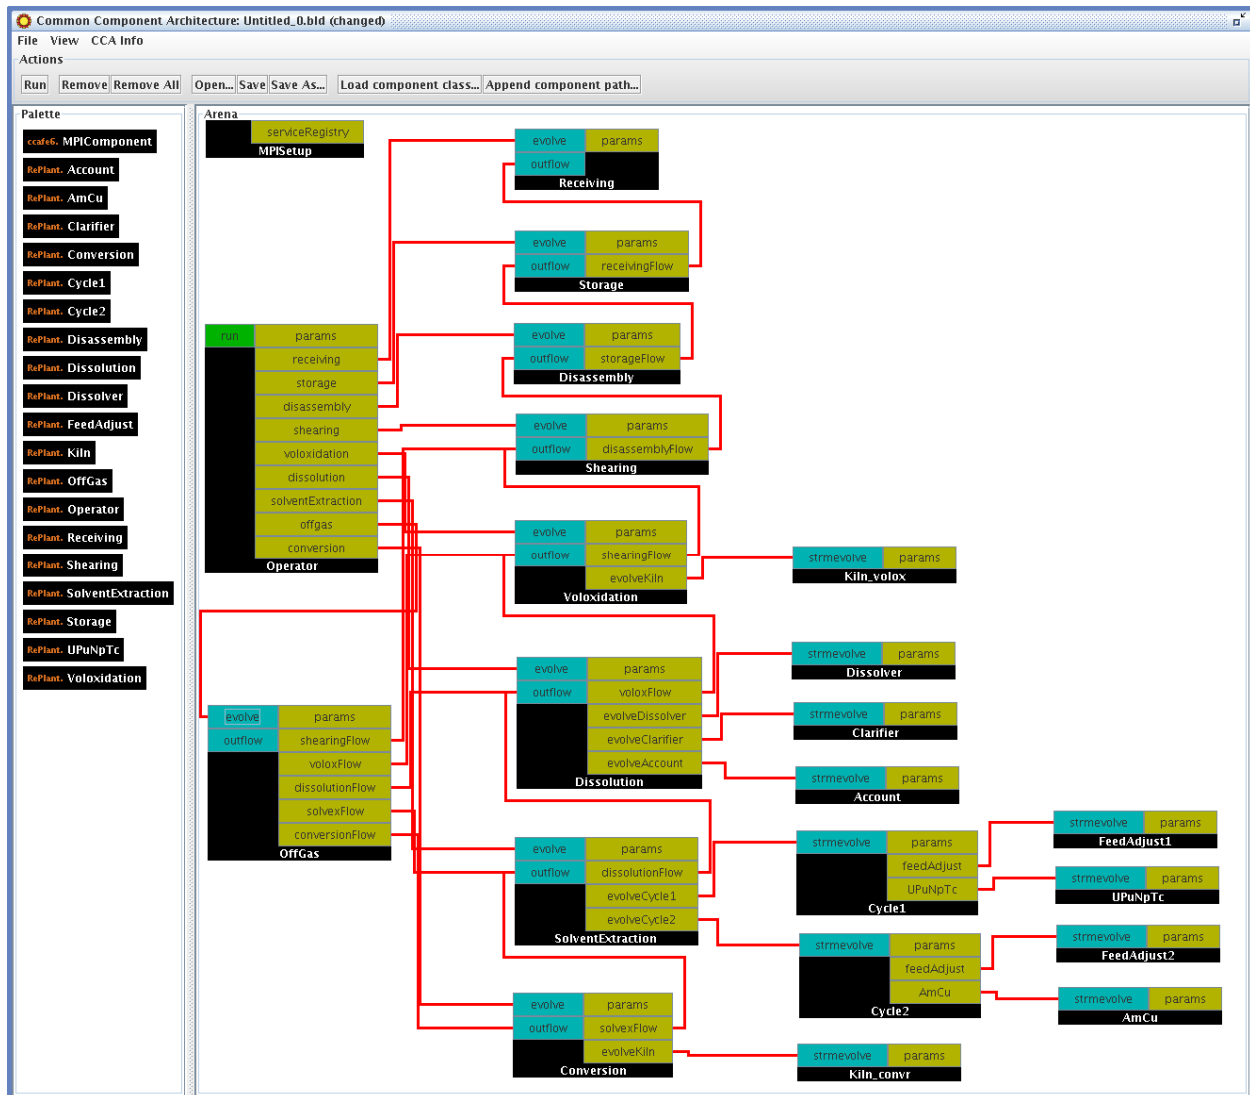 Common Component Architecture: Untitled_0.bld (changed)
File View CCA Info
Actions
Run Remove Remove All Open... Save Save As... Load component class... Append component path...
Palette
ccafe6. MPIComponent
RePlant. Account
RePlant. AmCu
RePlant. Clarifier
RePlant. Conversion
RePlant. Cycle1
RePlant. Cycle2
RePlant. Disassembly
RePlant. Dissolution
RePlant. Dissolver
RePlant. FeedAdjust
RePlant. Kiln
RePlant. OffGas
RePlant. Operator
RePlant. Receiving
RePlant. Shearing
RePlant. SolventExtraction
RePlant. Storage
RePlant. UPuNpTc
RePlant. Voloxidation
Arena
serviceRegistry
MPISetup
run params
receiving
storage
disassembly
shearing
voloxidation
dissolution
solventExtraction
offgas
conversion
Operator
evolve params
outflow shearingFlow
voloxFlow
dissolutionFlow
solvexFlow
conversionFlow
OffGas
evolve params
outflow
Receiving
evolve params
outflow receivingFlow
Storage
evolve params
outflow storageFlow
Disassembly
evolve params
outflow disassemblyFlow
Shearing
evolve params
outflow shearingFlow
evolveKiln
Voloxidation
evolve params
outflow voloxFlow
evolveDissolver
evolveClarifier
evolveAccount
Dissolution
evolve params
outflow dissolutionFlow
evolveCycle1
evolveCycle2
SolventExtraction
evolve params
outflow solvexFlow
evolveKiln
Conversion
strmevolve params
Kiln_volox
strmevolve params
Dissolver
strmevolve params
Clarifier
strmevolve params
Account
strmevolve params
feedAdjust
UPuNpTc
Cycle1
strmevolve params
feedAdjust
AmCu
Cycle2
strmevolve params
Kiln_convr
strmevolve params
FeedAdjust1
strmevolve params
UPuNpTc
strmevolve params
FeedAdjust2
strmevolve params
AmCu